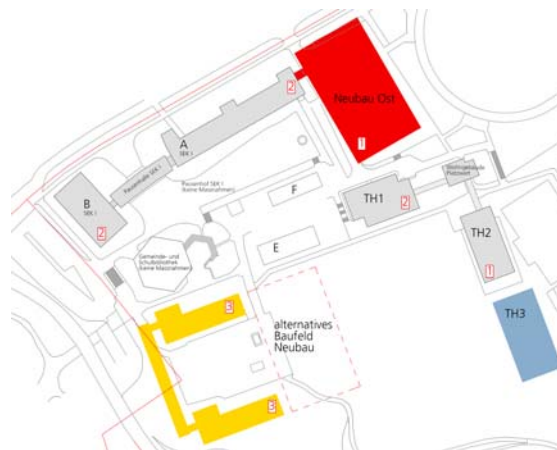 Neubau Ost
2
1
A
SEK I
Pausenhalle SEK I
Pausenhof SEK I
(keine Massnahmen)
B
SEK I
2
F
TH1
2
E
TH2
1
TH3
Gemeinde- und
Schulbibliothek
(keine Massnahmen)
3
alternatives
Baufeld
Neubau
3